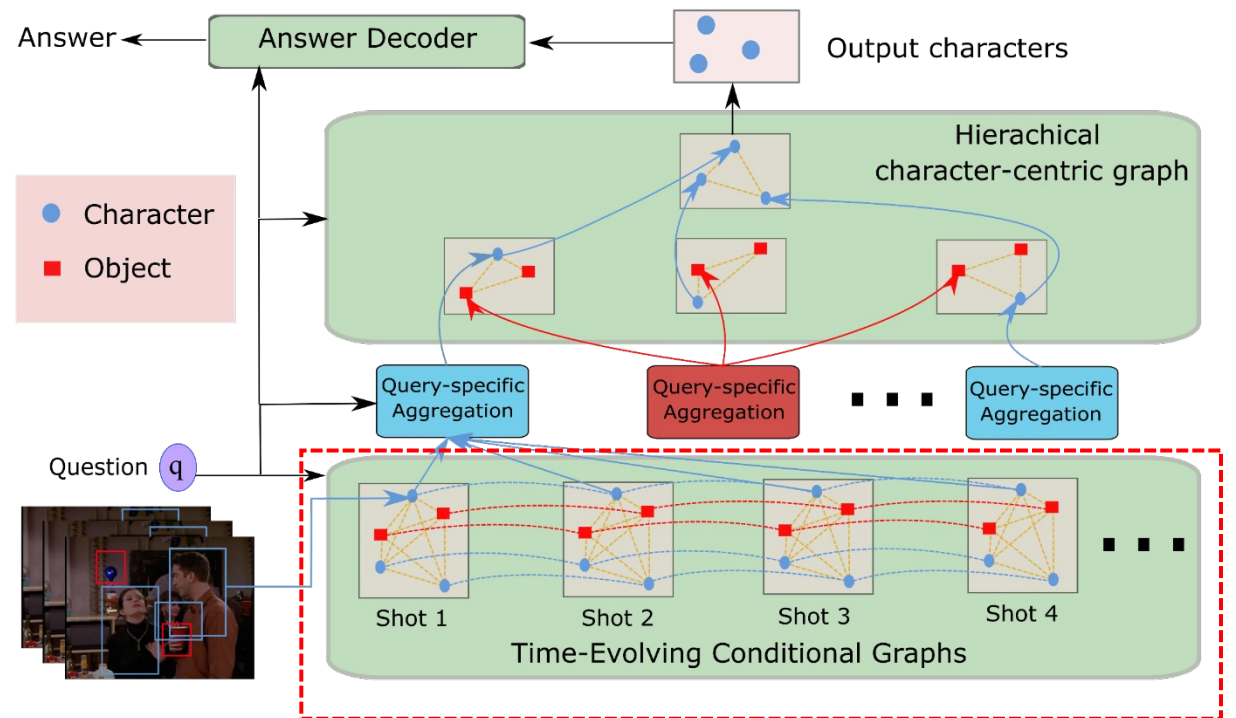 Answer
Answer Decoder
Output characters
Hierachical
character-centric graph
Character
Object
Query-specific
Aggregation
Query-specific
Aggregation
Query-specific
Aggregation
Question
q
Shot 1
Shot 2
Shot 3
Shot 4
Time-Evolving Conditional Graphs